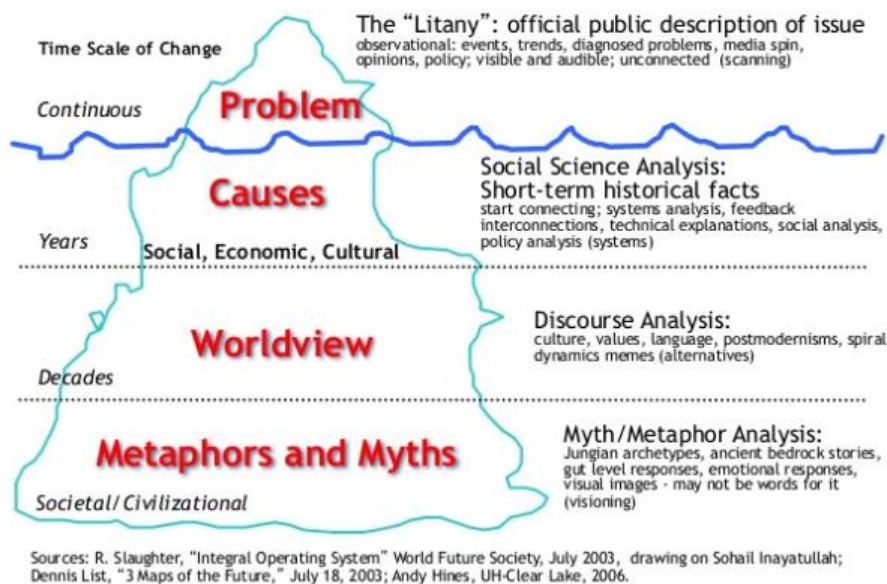 The “Litany”: official public description of issue
observational: events, trends, diagnosed problems, media spin,
opinions, policy; visible and audible; unconnected (scanning)
Time Scale of Change
Problem
Continuous
Social Science Analysis:
Short-term historical facts
start connecting; systems analysis, feedback
interconnections, technical explanations, social analysis,
policy analysis (systems)
Causes
Years
Social, Economic, Cultural
Discourse Analysis:
culture, values, language, postmodernisms, spiral
dynamics memes (alternatives)
Worldview
Decades
Myth/Metaphor Analysis:
Jungian archetypes, ancient bedrock stories,
gut level responses, emotional responses,
visual images - may not be words for it
(visioning)
Metaphors and Myths
Societal/Civilizational
Sources: R. Slaughter, “Integral Operating System” World Future Society, July 2003, drawing on Sohail Inayatullah;
Dennis List, “3 Maps of the Future,” July 18, 2003; Andy Hines, UH-Clear Lake, 2006.